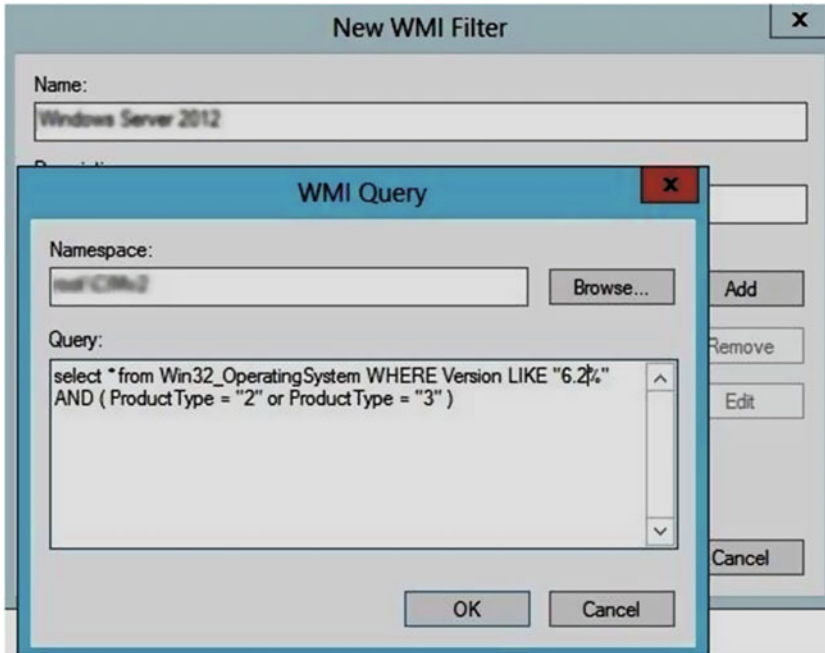 New WMI Filter
x
Name:
Windows Server 2012
WMI Query
x
Namespace:
Browse...
Add
Query:
Remove
select * from Win32_OperatingSystem WHERE Version LIKE "6.2%"
AND ( ProductType = "2" or ProductType = "3" )
Edit
Cancel
OK
Cancel